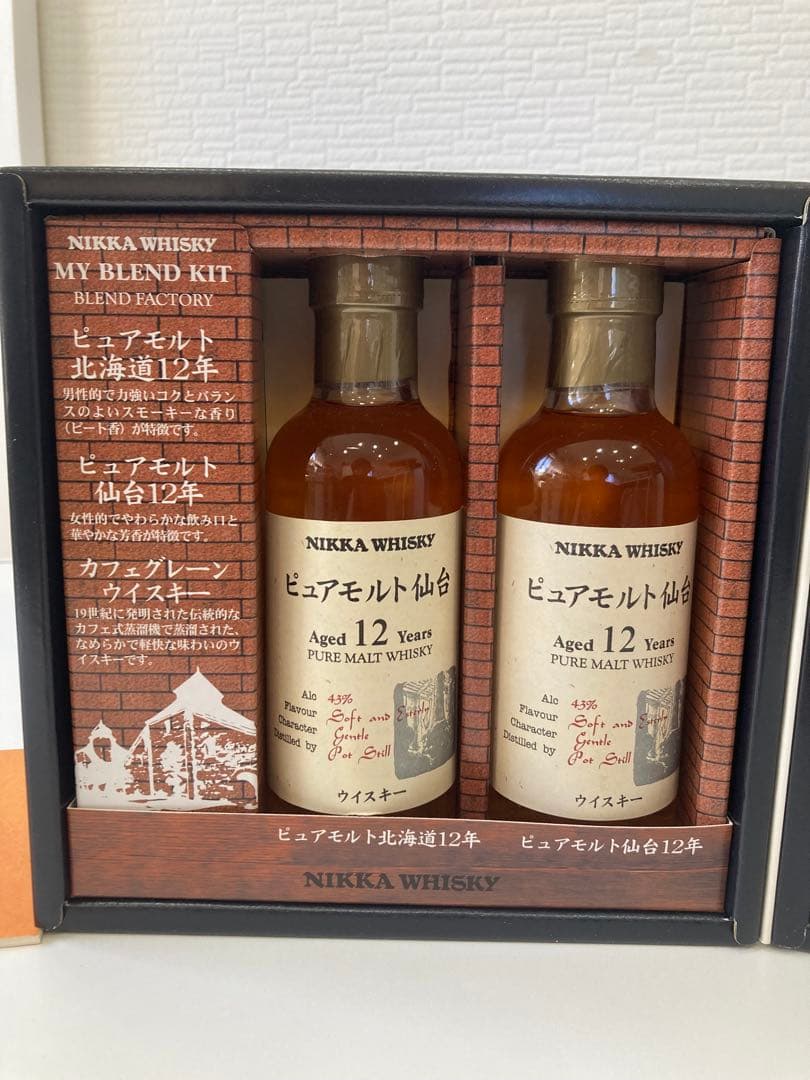 NIKKA WHISKY
MY BLEND KIT
BLEND FACTORY
ピュアモルト
北海道12年
男性的で力強いコクとバラン
スのよいスモーキーな香り
(ピート香)が特徴です。
ピュアモルト
仙台12年
女性的でやわらかな飲み口と
華やかな芳香が特徴です。
カフェグレーン
ウイスキー
19世紀に発明された伝統的な
カフェ式蒸溜機で蒸溜された、
なめらかで軽快な味わいのウ
イスキーです。
NIKKA WHISKY
ピュアモルト仙台
Aged 12 Years
PURE MALT WHISKY
Alc 43%
Flavour Soft and Esterly
Character Gentle
Distilled by Pot Still
ウイスキー
NIKKA WHISKY
ピュアモルト仙台
Aged 12 Years
PURE MALT WHISKY
Alc 43%
Flavour Soft and Esterly
Character Gentle
Distilled by Pot Still
ウイスキー
ピュアモルト北海道12年
ピュアモルト仙台12年
NIKKA WHISKY